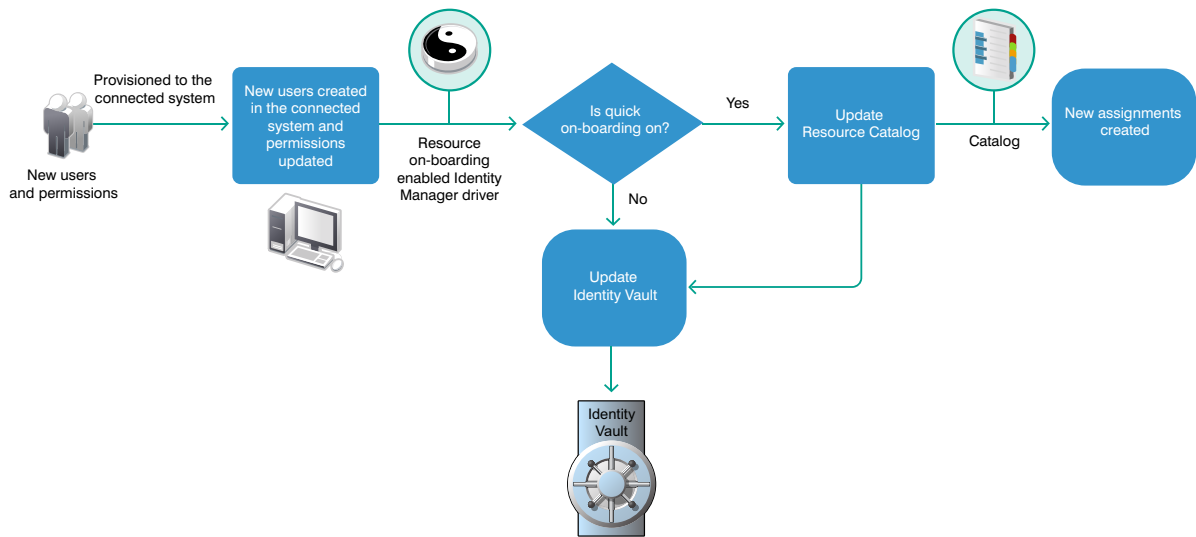 Provisioned to the
connected system
New users
and permissions
New users created
in the connected
system and
permissions
updated
Resource
on-boarding
enabled Identity
Manager driver
Is quick
on-boarding on?
Yes
No
Update
Resource Catalog
Catalog
New assignments
created
Update
Identity Vault
Identity
Vault